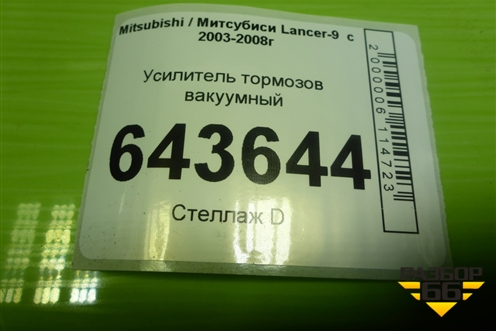 Mitsubishi / Митсубиси Lancer-9 с
2003-2008г
Усилитель тормозов
вакуумный
643644
Стеллаж D
2000006114723
РАЗБОР
66